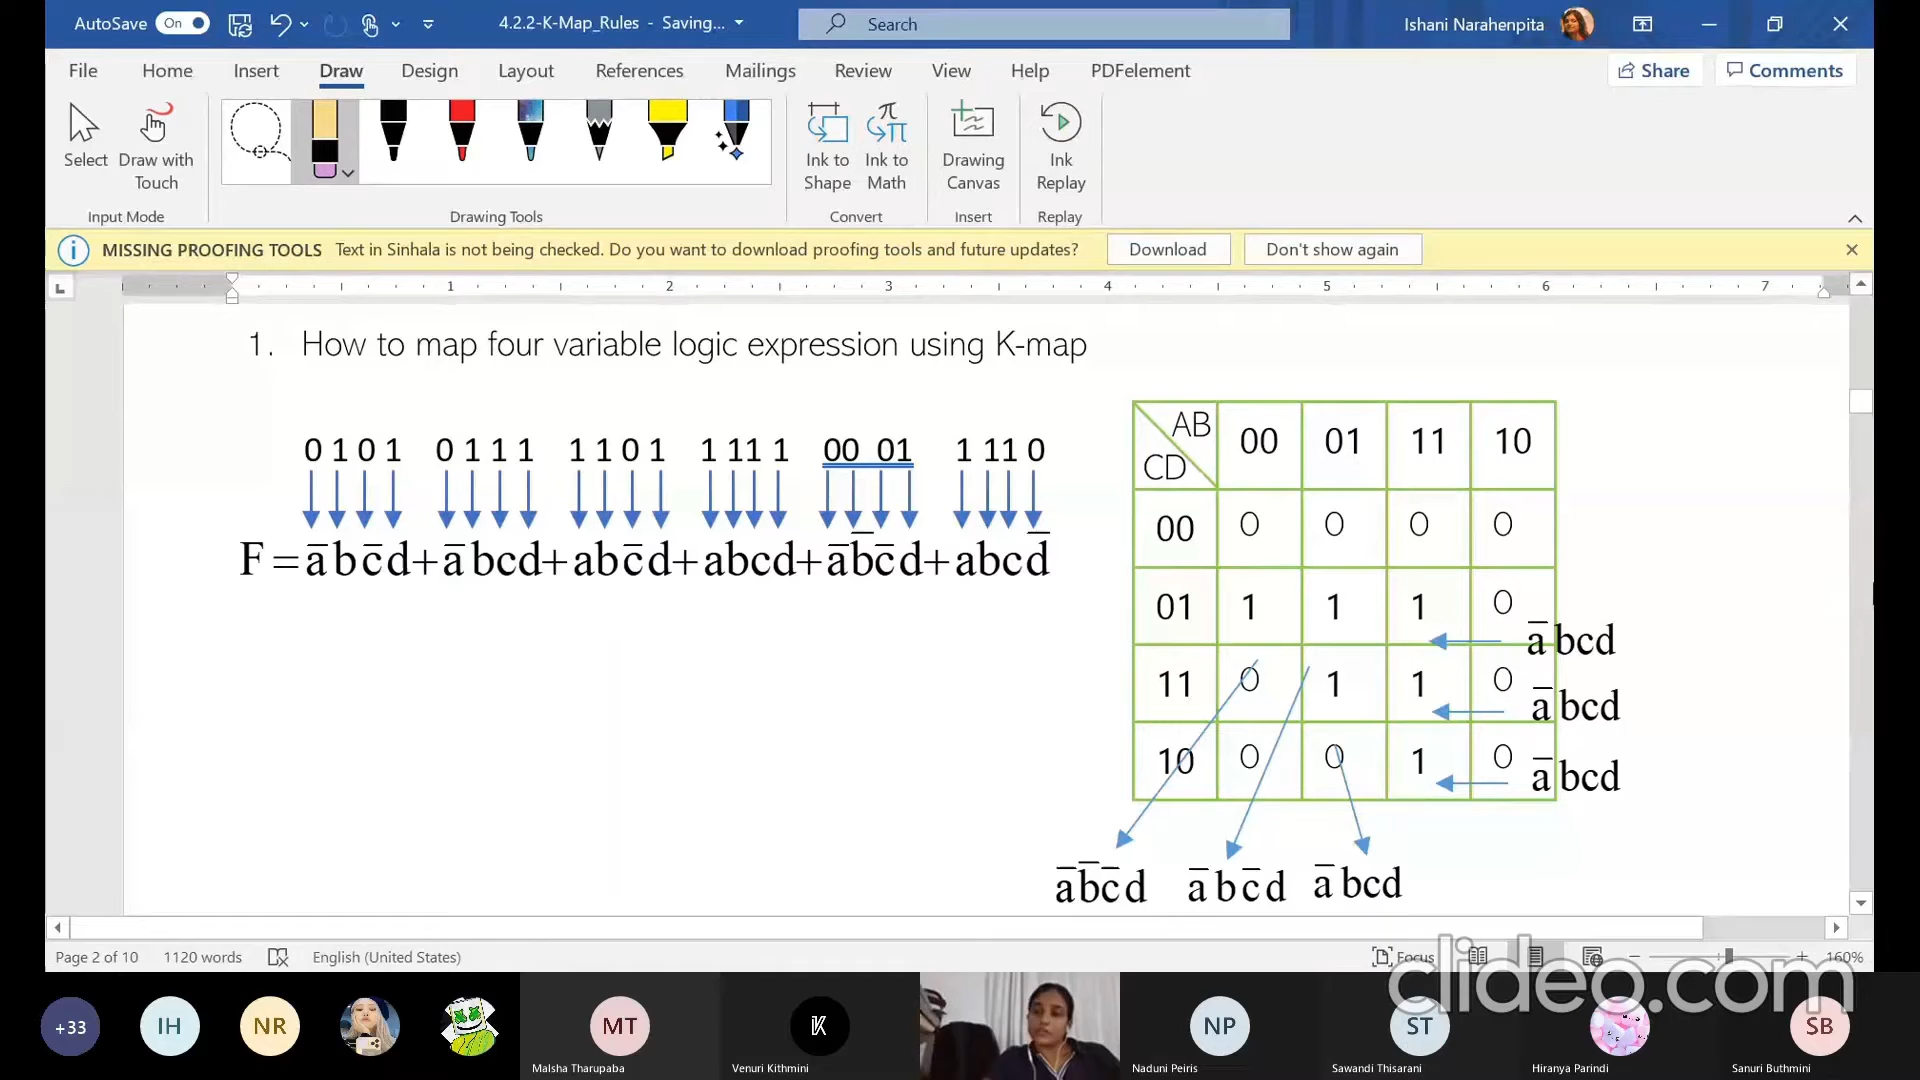 AutoSave On 4.2.2-K-Map_Rules - Saving... Search Ishani Narahenpita
File Home Insert Draw Design Layout References Mailings Review View Help PDFelement Share Comments
Select Draw with Touch Ink to Shape Ink to Math Drawing Canvas Ink Replay
Input Mode Drawing Tools Convert Insert Replay
MISSING PROOFING TOOLS Text in Sinhala is not being checked. Do you want to download proofing tools and future updates? Download Don't show again
1 2 3 4 5 6 7
1. How to map four variable logic expression using K-map
0 1 0 1 0 1 1 1 1 1 0 1 1 1 1 1 00 01 1 11 0
F = a̅ b c̅ d + a̅ bcd + ab c̅ d + abcd + a̅ b̅ c̅ d + abc d̅
AB
CD
00 01 11 10
00 0 0 0 0
01 1 1 1 0
a̅ bcd
11 0 1 1 0
a̅ bcd
10 0 0 1 0
a̅ bcd
a̅ b̅ c̅ d a̅ b c̅ d a̅ bcd
Page 2 of 10 1120 words English (United States) Focus 160%
clideo.com
+33 IH NR MT K NP ST SB
Malsha Tharupaba Venuri Kithmini Naduni Peiris Sawandi Thisarani Hiranya Parindi Sanuri Buthmini